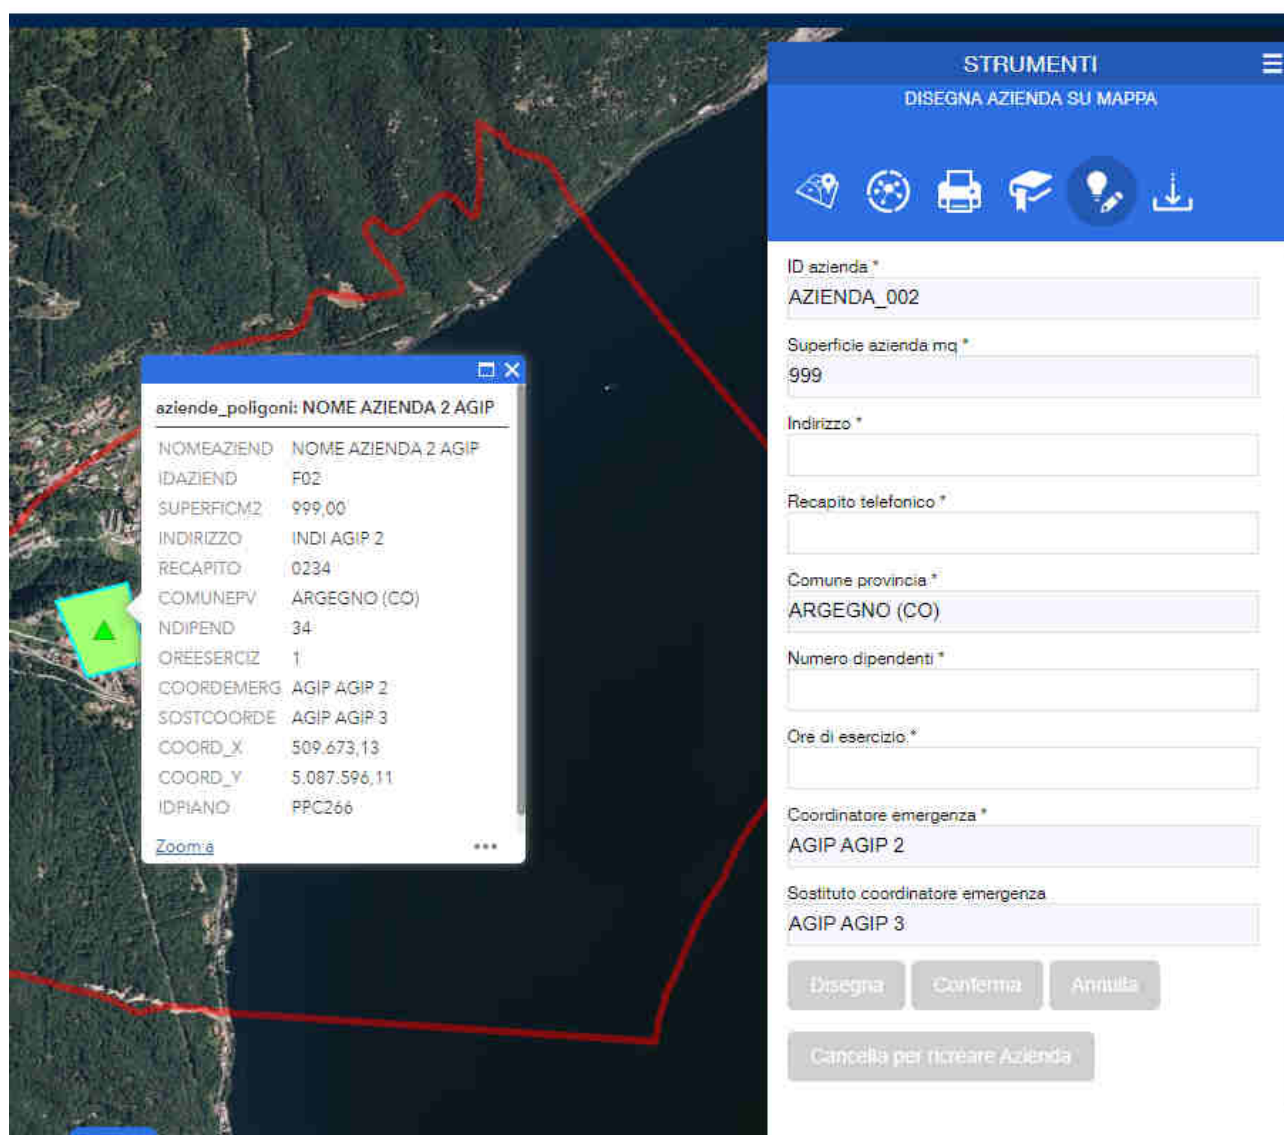 STRUMENTI
DISEGNA AZIENDA SU MAPPA
ID azienda *
AZIENDA_002
Superficie azienda mq *
999
Indirizzo *
Recapito telefonico *
Comune provincia *
ARGEGNO (CO)
Numero dipendenti *
Ore di esercizio *
Coordinatore emergenza *
AGIP AGIP 2
Sostituto coordinatore emergenza
AGIP AGIP 3
Disegna Conferma Annulla
Cancella per ricreare Azienda
aziende_poligoni: NOME AZIENDA 2 AGIP
NOMEAZIEND NOME AZIENDA 2 AGIP
IDAZIEND F02
SUPERFICM2 999,00
INDIRIZZO INDI AGIP 2
RECAPITO 0234
COMUNEPV ARGEGNO (CO)
NDIPEND 34
OREESERCIZ 1
COORDEMERG AGIP AGIP 2
SOSTCOORDE AGIP AGIP 3
COORD_X 509.673,13
COORD_Y 5.087.596,11
IDPIANO PPC266
Zoom a